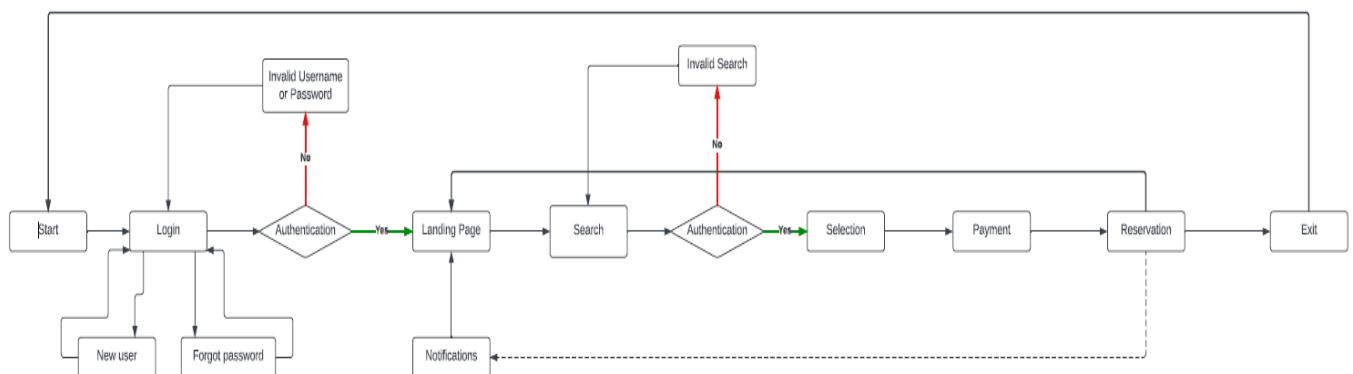 Invalid Search
Invalid Username
or Password
No
No
Start
Login
Authentication
Yes
Landing Page
Search
Authentication
Yes
Selection
Payment
Reservation
Exit
New user
Forgot password
Notifications